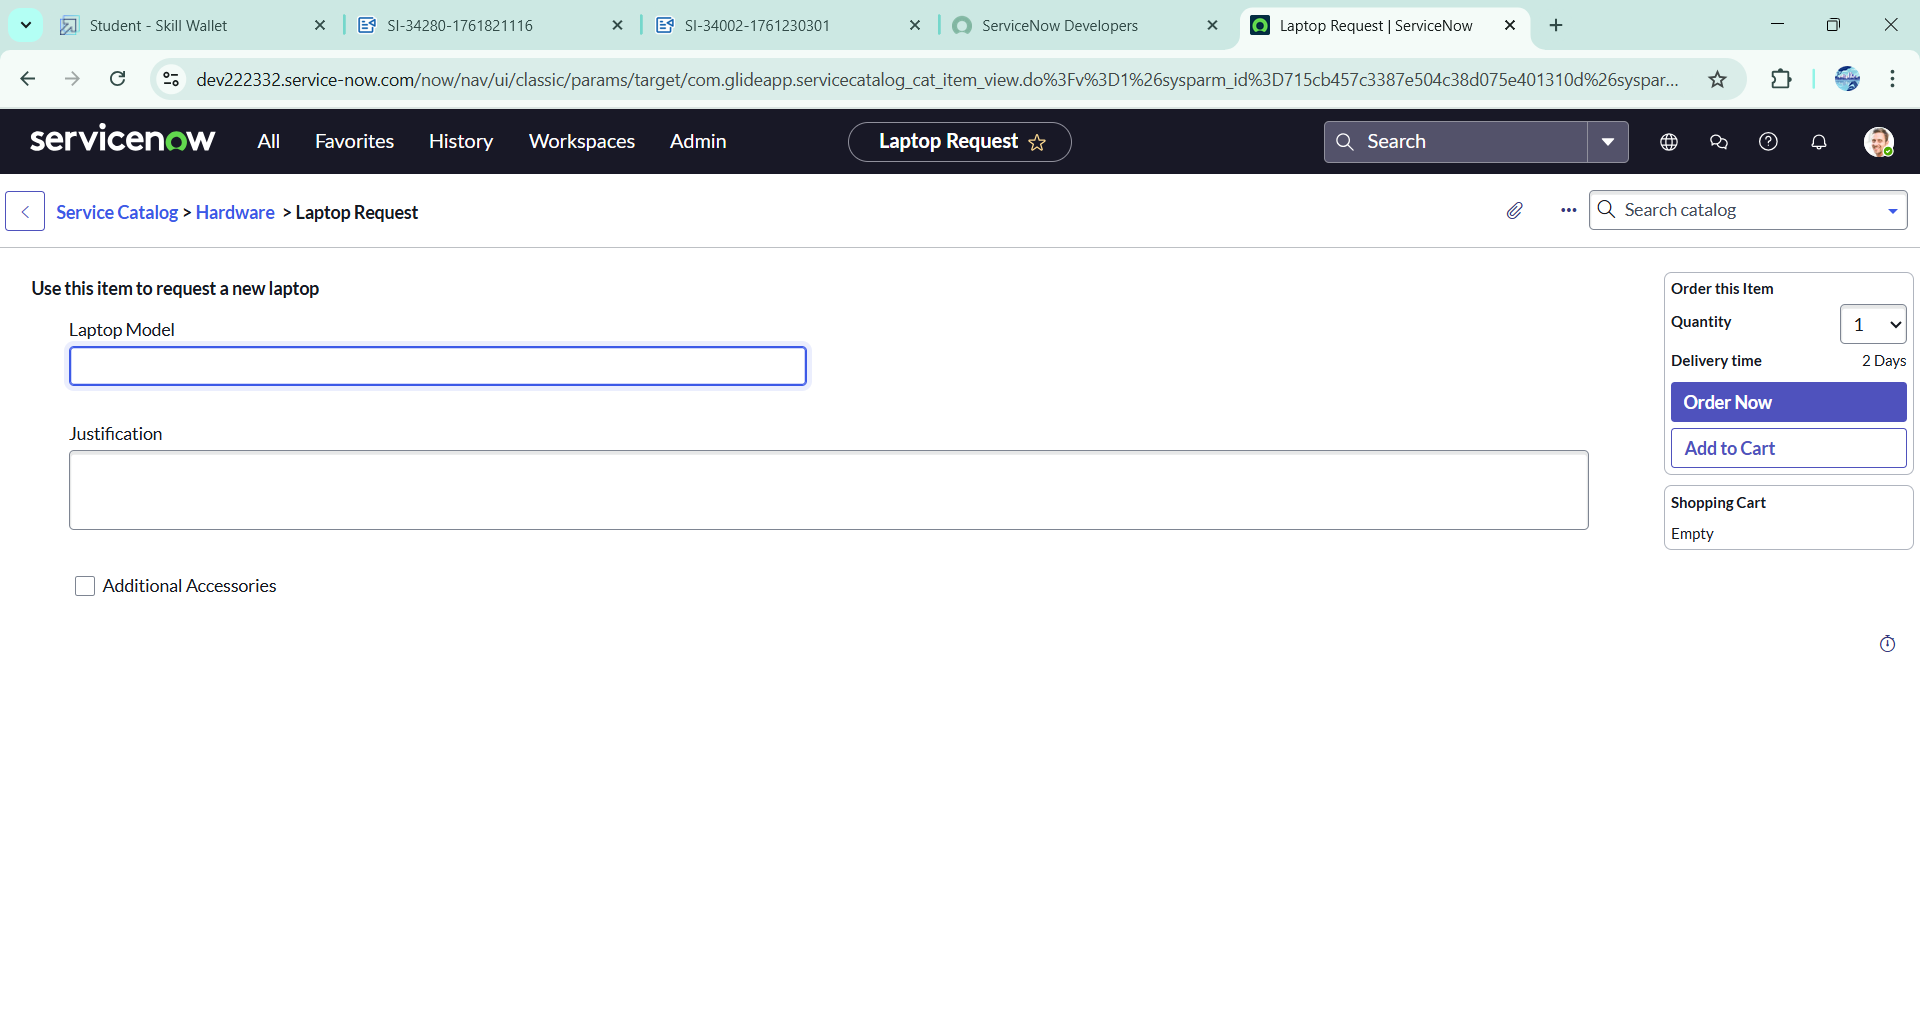 Student - Skill Wallet
SI-34280-1761821116
SI-34002-1761230301
ServiceNow Developers
Laptop Request | ServiceNow
dev222332.service-now.com/now/nav/ui/classic/params/target/com.glideapp.servicecatalog_cat_item_view.do%3Fv%3D1%26sysparm_id%3D715cb457c3387e504c38d075e401310d%26syspar...
servicenow
All
Favorites
History
Workspaces
Admin
Laptop Request
Search
Service Catalog > Hardware > Laptop Request
Search catalog
Use this item to request a new laptop
Laptop Model
Justification
Additional Accessories
Order this Item
Quantity
1
Delivery time
2 Days
Order Now
Add to Cart
Shopping Cart
Empty